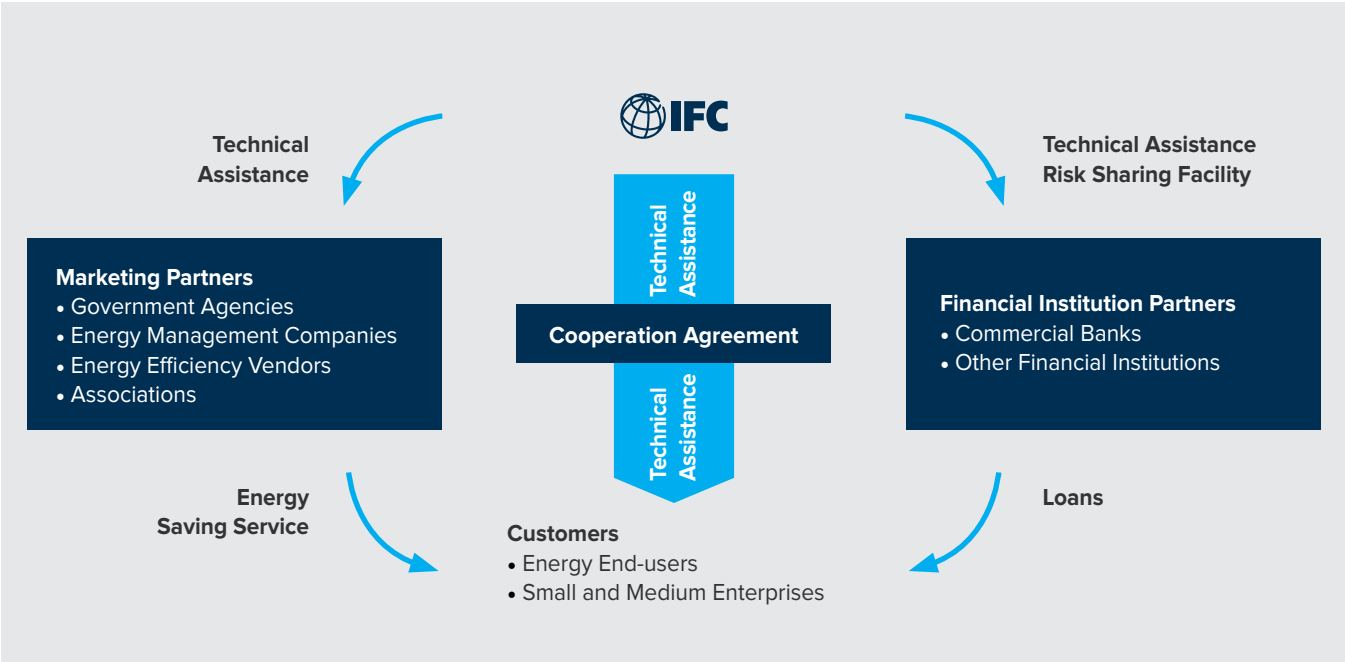 IFC
Technical
Assistance
Technical Assistance
Risk Sharing Facility
Technical
Assistance
Marketing Partners
• Government Agencies
• Energy Management Companies
• Energy Efficiency Vendors
• Associations
Cooperation Agreement
Financial Institution Partners
• Commercial Banks
• Other Financial Institutions
Technical
Assistance
Energy
Saving Service
Loans
Customers
• Energy End-users
• Small and Medium Enterprises